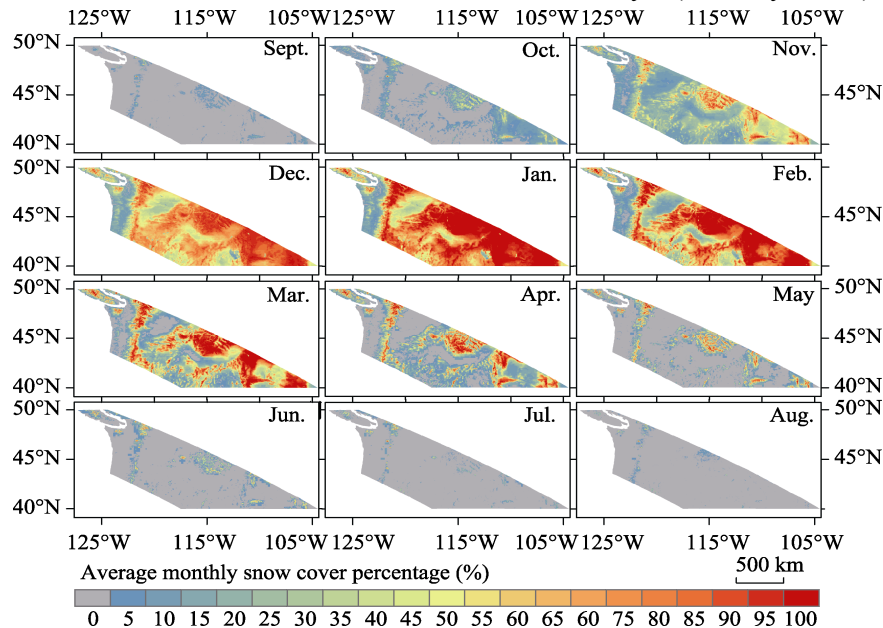 125°W 115°W 105°W 125°W 115°W 105°W 125°W 115°W 105°W
50°N Sept. Oct. Nov.
45°N 45°N
40°N 40°N
50°N Dec. Jan. Feb.
45°N 45°N
40°N 40°N
50°N Mar. Apr. May 50°N
45°N 45°N
40°N 40°N
50°N Jun. Jul. Aug. 50°N
45°N 45°N
40°N
125°W 115°W 105°W 125°W 115°W 105°W 125°W 115°W 105°W
Average monthly snow cover percentage (%) 500 km
0 5 10 15 20 25 30 35 40 45 50 55 60 65 70 75 80 85 90 95 100